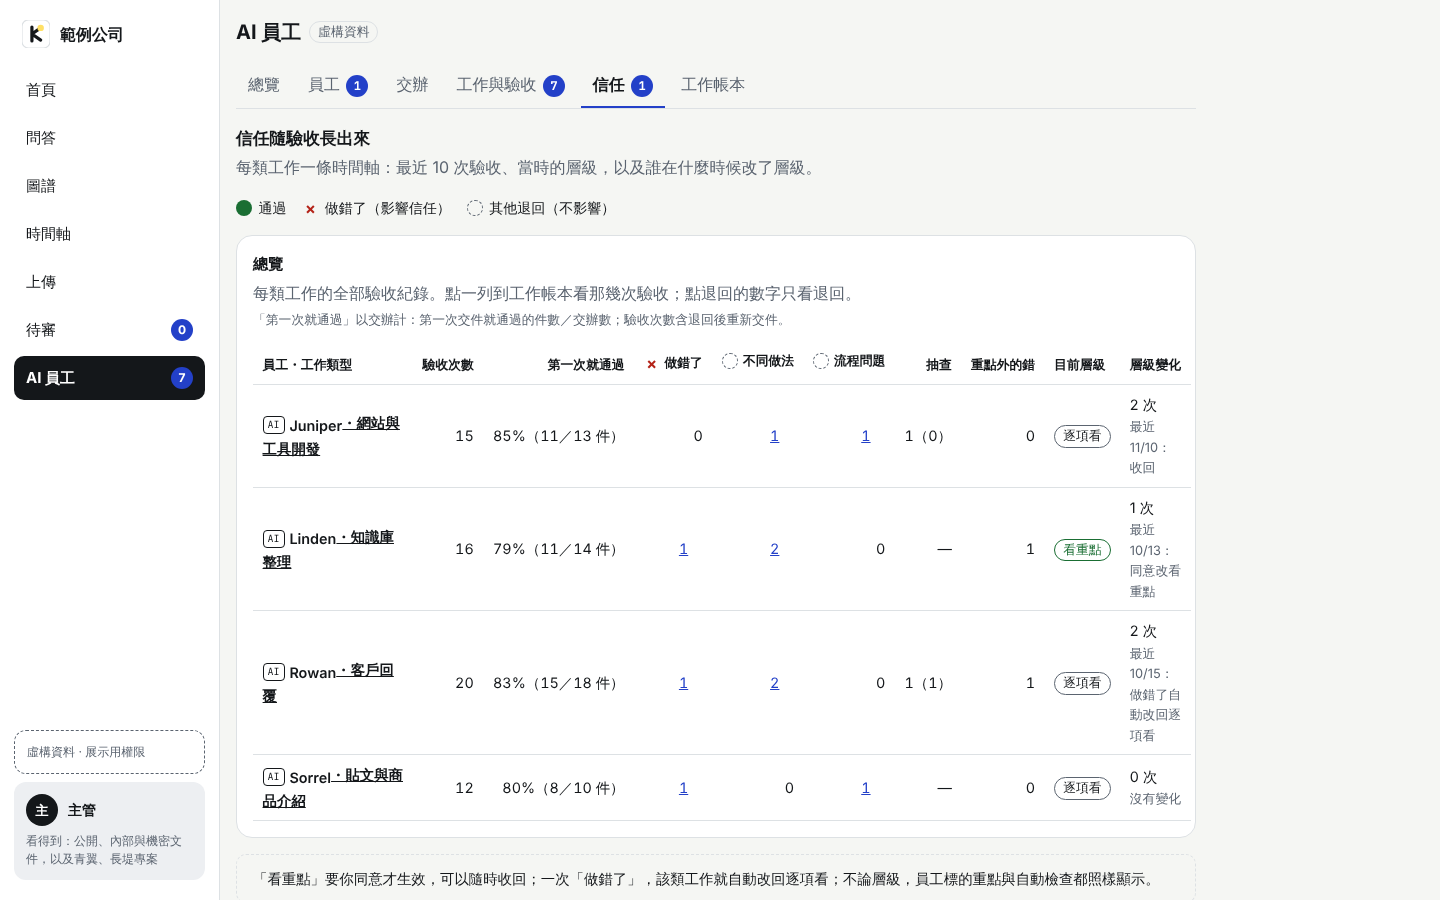 範例公司
首頁
問答
圖譜
時間軸
上傳
待審 0
AI 員工 7
虛構資料 · 展示用權限
主 主管
看得到：公開、內部與機密文
件，以及青翼、長堤專案
AI 員工 虛構資料
總覽 員工 1 交辦 工作與驗收 7 信任 1 工作帳本
信任隨驗收長出來
每類工作一條時間軸：最近 10 次驗收、當時的層級，以及誰在什麼時候改了層級。
通過 × 做錯了（影響信任） 其他退回（不影響）
總覽
每類工作的全部驗收紀錄。點一列到工作帳本看那幾次驗收；點退回的數字只看退回。
「第一次就通過」以交辦計：第一次交件就通過的件數／交辦數；驗收次數含退回後重新交件。
員工・工作類型 驗收次數 第一次就通過 × 做錯了 不同做法 流程問題 抽查 重點外的錯 目前層級 層級變化
AI Juniper・網站與
工具開發
15 85%（11／13 件） 0 1 1 1（0） 0 逐項看
2 次
最近
11/10：
收回
AI Linden・知識庫
整理
16 79%（11／14 件） 1 2 0 — 1 看重點
1 次
最近
10/13：
同意改看
重點
AI Rowan・客戶回
覆
20 83%（15／18 件） 1 2 0 1（1） 1 逐項看
2 次
最近
10/15：
做錯了自
動改回逐
項看
AI Sorrel・貼文與商
品介紹
12 80%（8／10 件） 1 0 1 — 0 逐項看
0 次
沒有變化
「看重點」要你同意才生效，可以隨時收回；一次「做錯了」，該類工作就自動改回逐項看；不論層級，員工標的重點與自動檢查都照樣顯示。